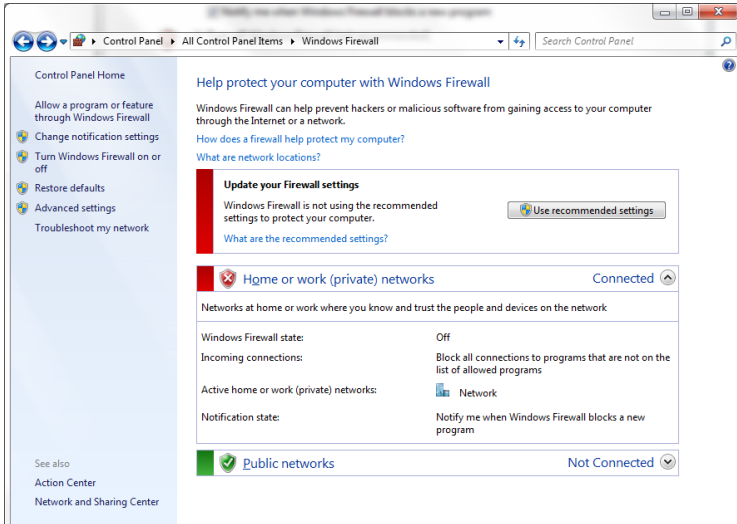 Notify me when Windows Firewall blocks a new program
Control Panel
All Control Panel Items
Windows Firewall
Search Control Panel
Control Panel Home
Allow a program or feature
through Windows Firewall
Change notification settings
Turn Windows Firewall on or
off
Restore defaults
Advanced settings
Troubleshoot my network
See also
Action Center
Network and Sharing Center
Help protect your computer with Windows Firewall
Windows Firewall can help prevent hackers or malicious software from gaining access to your computer
through the Internet or a network.
How does a firewall help protect my computer?
What are network locations?
Update your Firewall settings
Windows Firewall is not using the recommended
settings to protect your computer.
Use recommended settings
What are the recommended settings?
Home or work (private) networks Connected
Networks at home or work where you know and trust the people and devices on the network
Windows Firewall state: Off
Incoming connections: Block all connections to programs that are not on the
list of allowed programs
Active home or work (private) networks: Network
Notification state: Notify me when Windows Firewall blocks a new
program
Public networks Not Connected